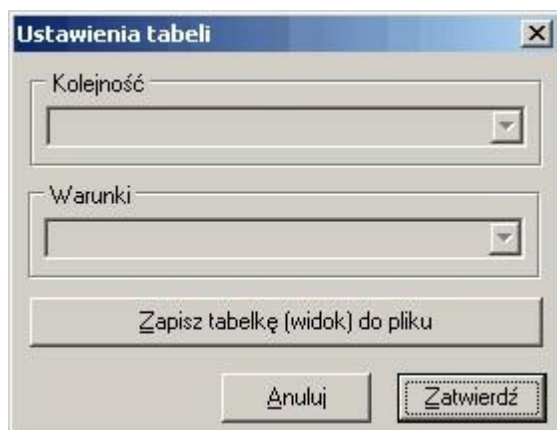 Ustawienia tabeli
Kolejność
Warunki
Zapisz tabelkę (widok) do pliku
Anuluj
Zatwierdź